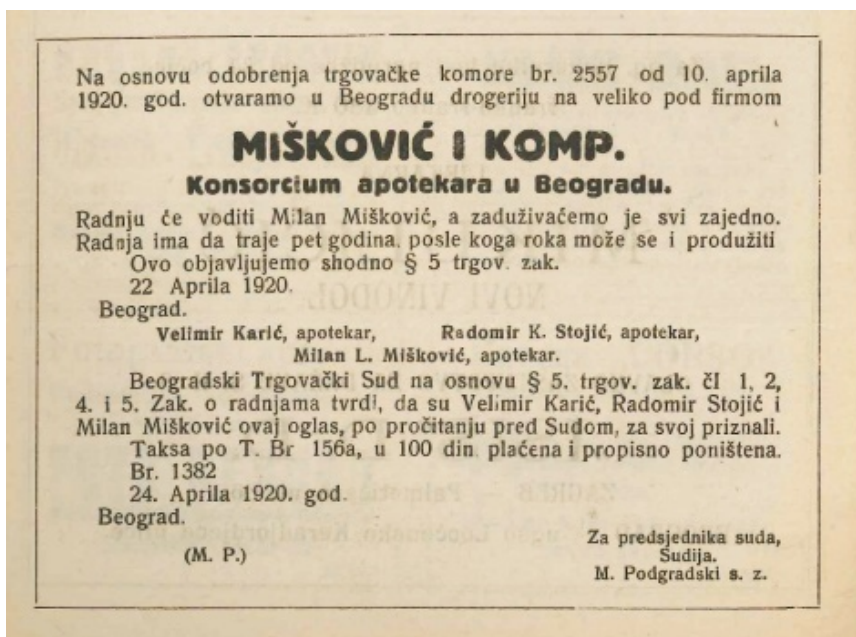 Na osnovu odobrenja trgovačke komore br. 2557 od 10. aprila
1920. god. otvaramo u Beogradu drogeriju na veliko pod firmom
MIŠKOVIĆ I KOMP.
Konsorcium apotekara u Beogradu.
Radnju će voditi Milan Mišković, a zaduživaćemo je svi zajedno.
Radnja ima da traje pet godina, posle koga roka može se i produžiti
Ovo objavljujemo shodno § 5 trgov. zak.
22 Aprila 1920.
Beograd.
Velimir Karić, apotekar, Radomir K. Stojić, apotekar,
Milan L. Mišković, apotekar.
Beogradski Trgovački Sud na osnovu § 5. trgov. zak. čl 1, 2,
4. i 5. Zak. o radnjama tvrdi, da su Velimir Karić, Radomir Stojić i
Milan Mišković ovaj oglas, po pročitanju pred Sudom, za svoj priznali.
Taksa po T. Br 156a, u 100 din. plaćena i propisno poništena.
Br. 1382
24. Aprila 1920. god.
Beograd.
Za predsjednika suda,
(M. P.) Sudija.
M. Podgradski s. z.